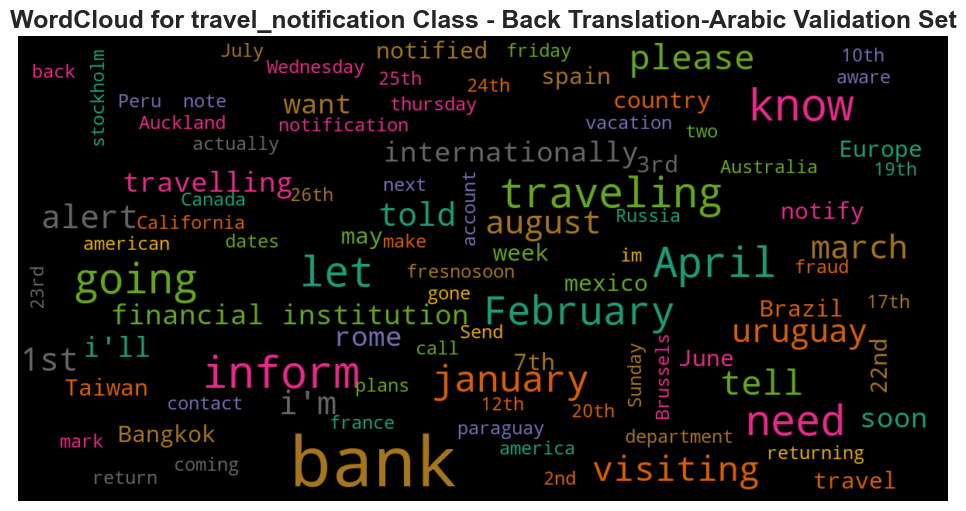 WordCloud for travel_notification Class - Back Translation-Arabic Validation Set
July
notified
friday
please
10th
back
stockholm
Wednesday
25th
24th
spain
aware
Peru
note
want
thursday
country
know
Auckland
notification
vacation
two
actually
internationally
3rd
Australia
Europe
19th
travelling
26th
next
account
traveling
Canada
alert
California
told
august
Russia
notify
american
dates
may
make
week
im
April
march
fraud
23rd
going
let
fresnosoon
gone
mexico
financial institution
February
Brazil
17th
Send
uruguay
1st
i'll
rome
call
7th
Sunday
Brussels
June
22nd
Taiwan
inform
plans
january
tell
contact
i'm
12th
20th
need
soon
mark
Bangkok
france
paraguay
department
america
returning
return
coming
bank
2nd
visiting
travel